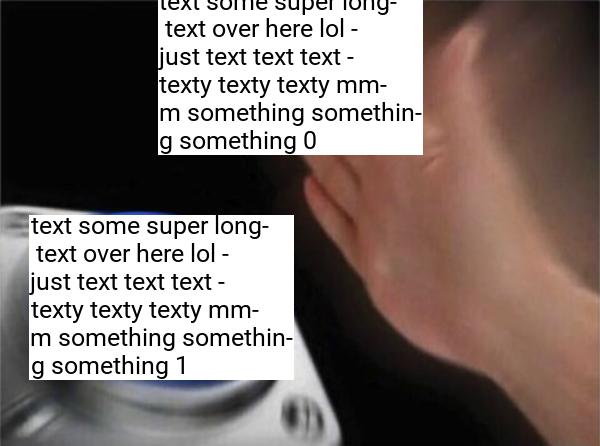 text some super long-
text over here lol -
just text text text -
texty texty texty mm-
m something somethin-
g something 0
text some super long-
text over here lol -
just text text text -
texty texty texty mm-
m something somethin-
g something 1